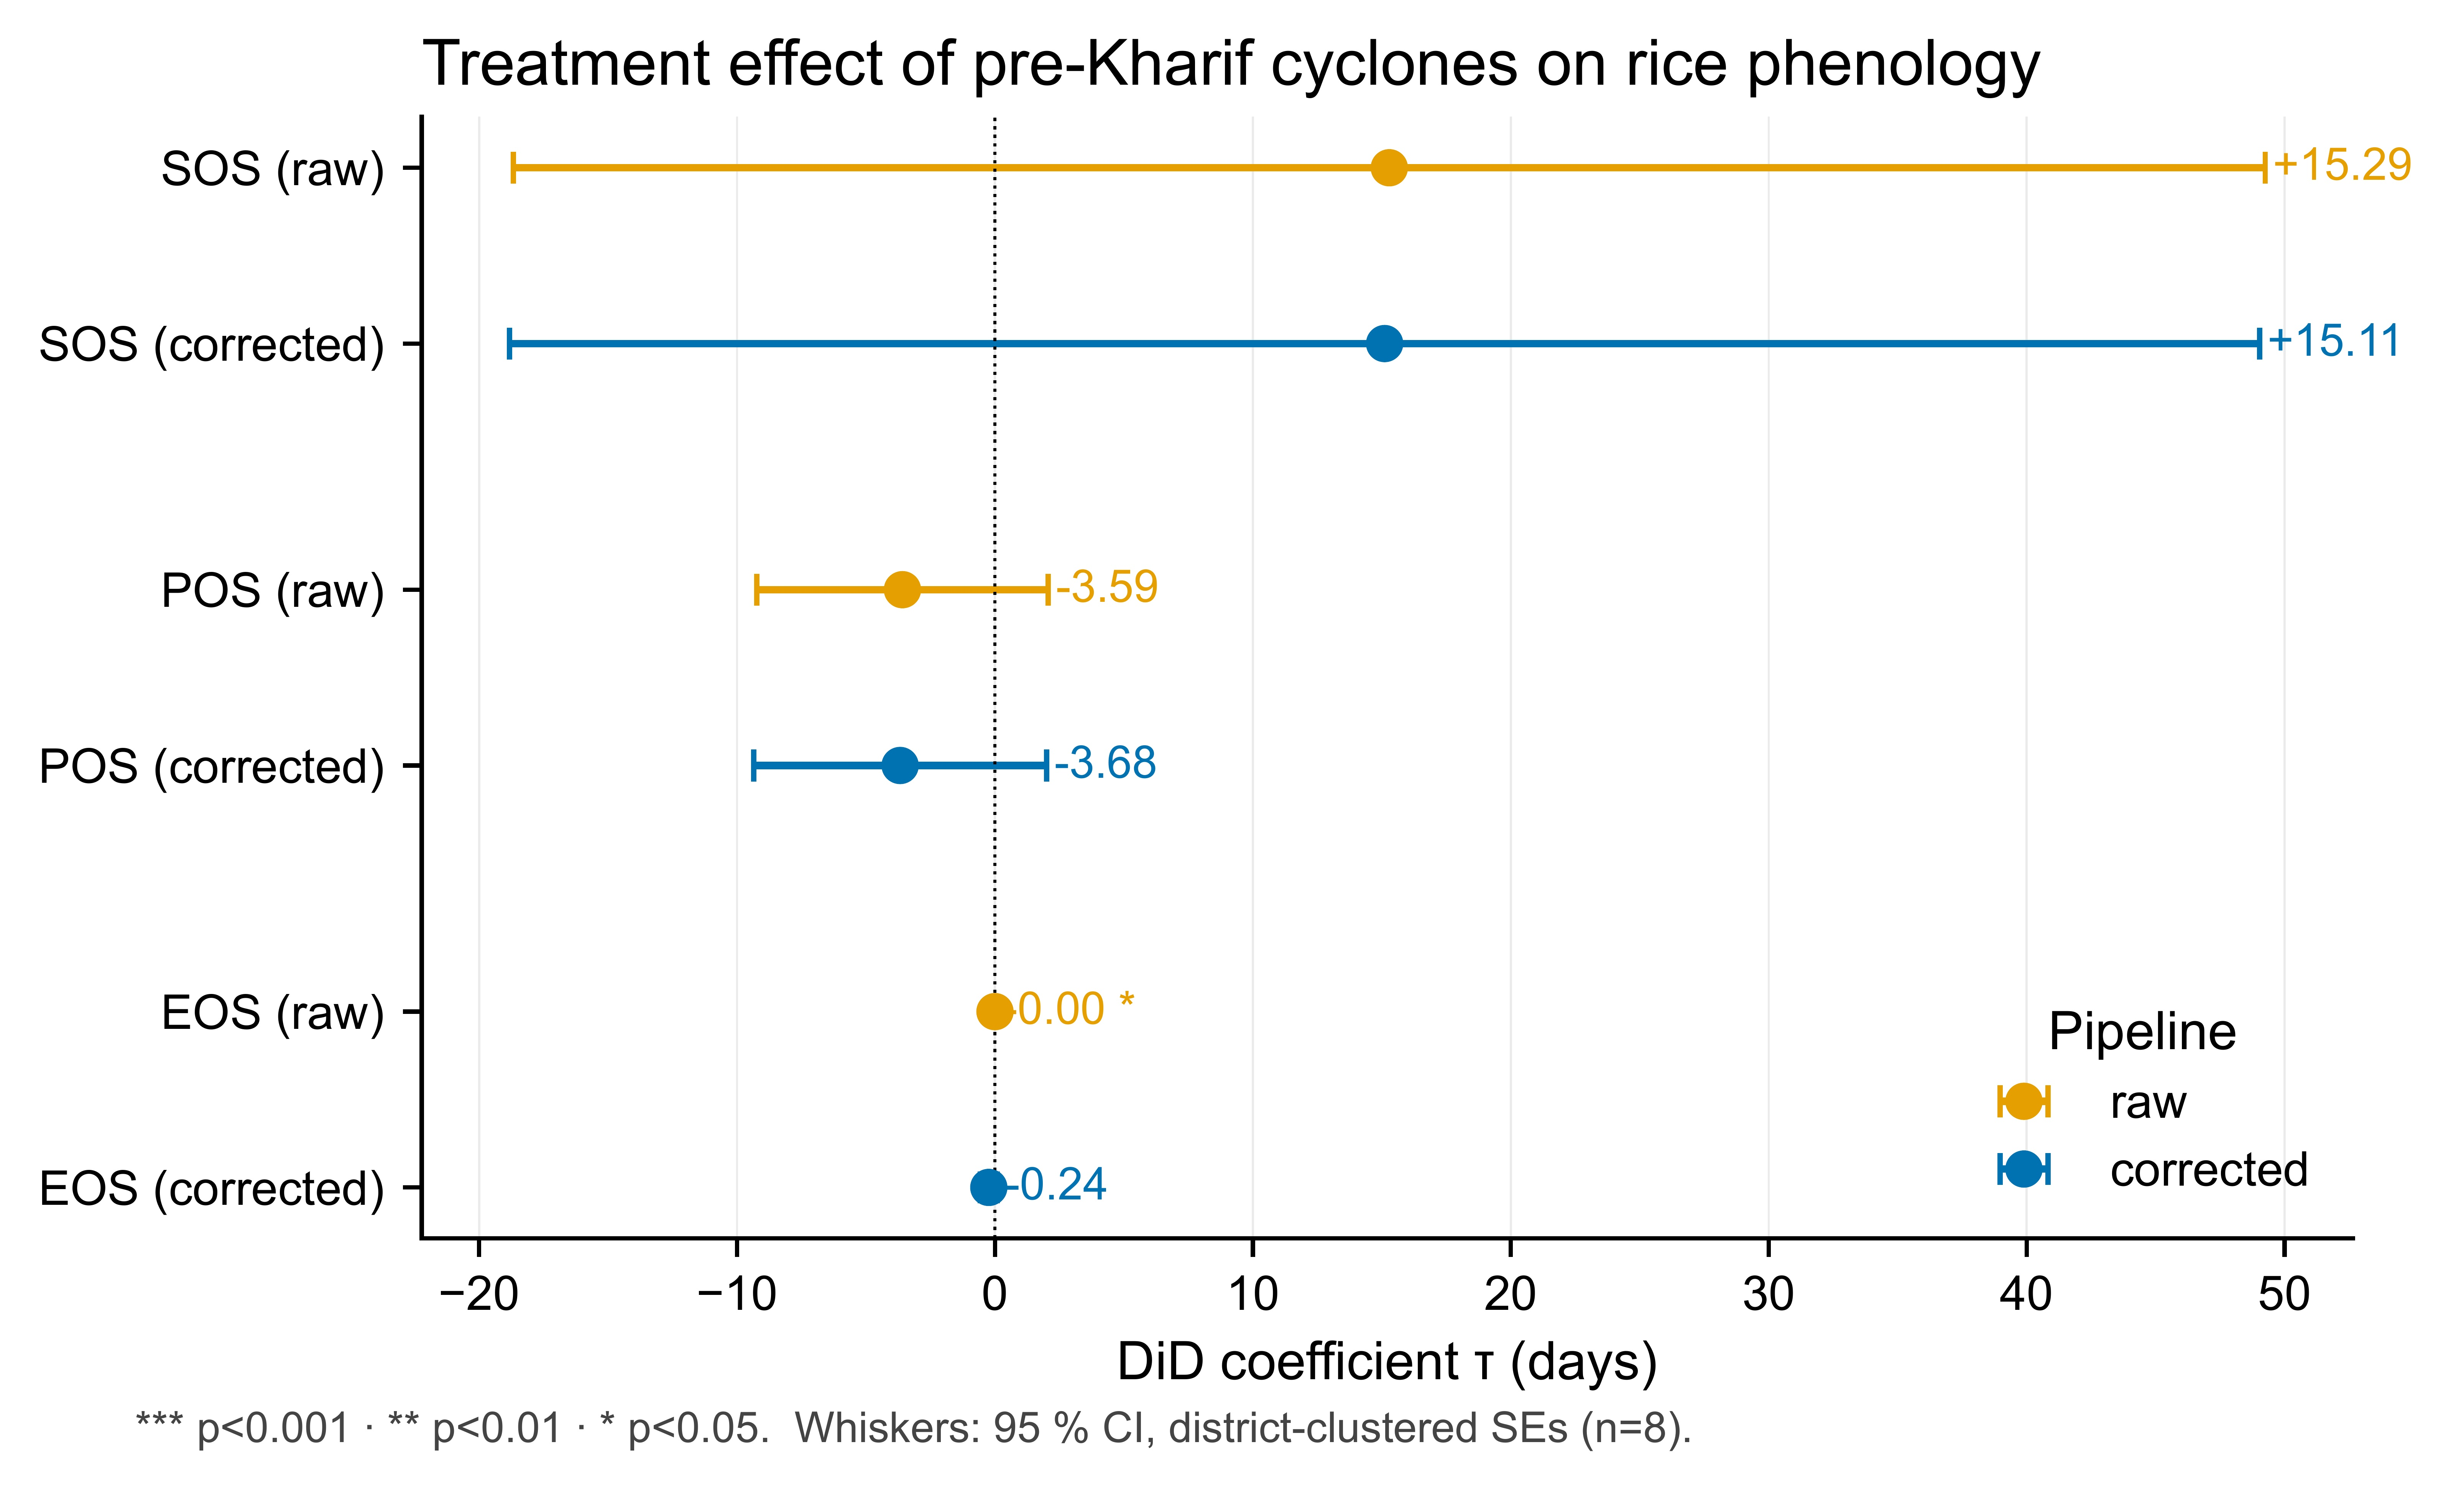 Treatment effect of pre-Kharif cyclones on rice phenology
SOS (raw)
+15.29
SOS (corrected)
+15.11
POS (raw)
-3.59
POS (corrected)
-3.68
EOS (raw)
-0.00 *
EOS (corrected)
-0.24
Pipeline
raw
corrected
−20 −10 0 10 20 30 40 50
DiD coefficient τ (days)
*** p<0.001 · ** p<0.01 · * p<0.05. Whiskers: 95 % CI, district-clustered SEs (n=8).